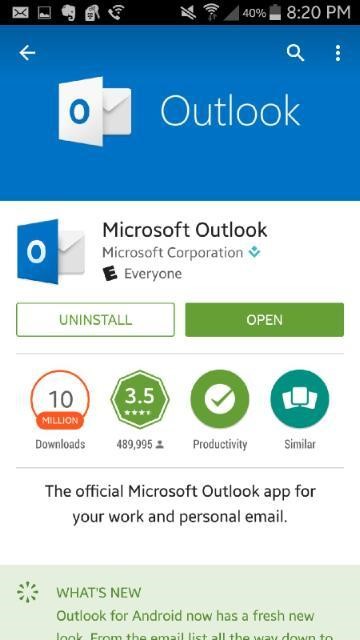 40% 8:20 PM
Outlook
Microsoft Outlook
Microsoft Corporation
E Everyone
UNINSTALL OPEN
10 MILLION
3.5
Downloads 489,995 Productivity Similar
The official Microsoft Outlook app for
your work and personal email.
WHAT'S NEW
Outlook for Android now has a fresh new
look. From the email list all the way down to